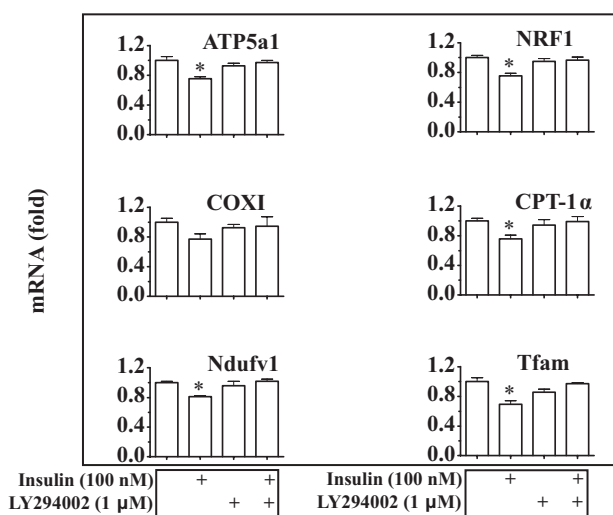 ATP5a1
NRF1
1.2
*
0.8
0.4
0.0
1.2
*
0.8
0.4
0.0
mRNA (fold)
COXI
CPT-1α
1.2
0.8
0.4
0.0
1.2
*
0.8
0.4
0.0
Ndufv1
Tfam
1.2
*
0.8
0.4
0.0
1.2
*
0.8
0.4
0.0
Insulin (100 nM) + +
LY294002 (1 μM) + +
Insulin (100 nM) + +
LY294002 (1 μM) + +